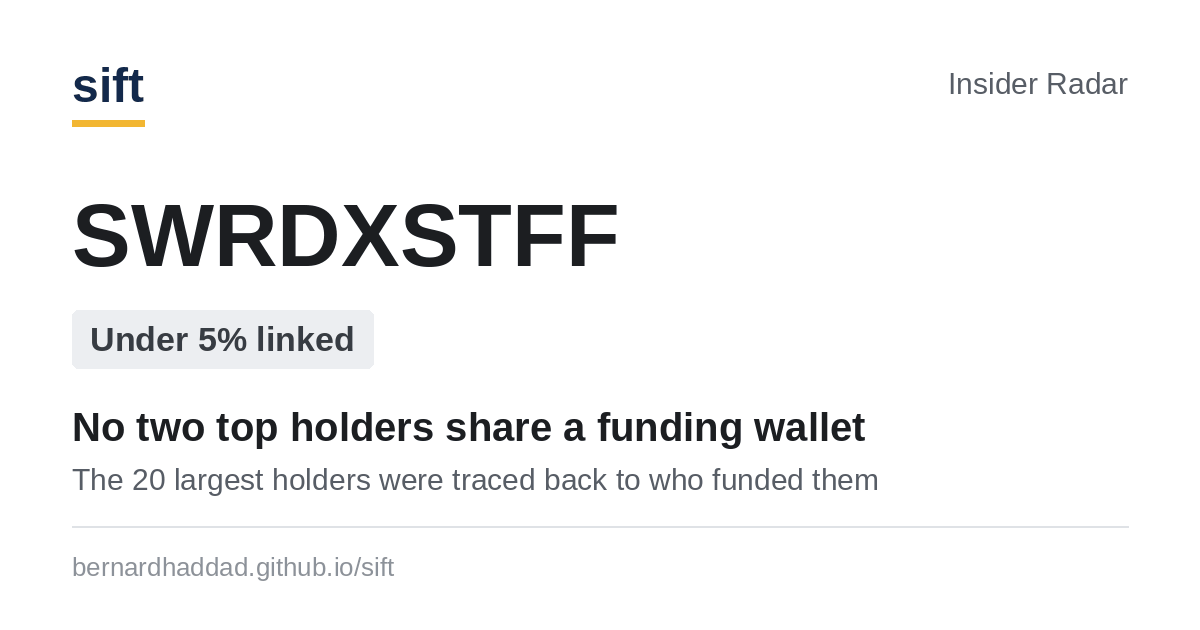 sift
Insider Radar
SWRDXSTFF
Under 5% linked
No two top holders share a funding wallet
The 20 largest holders were traced back to who funded them
bernardhaddad.github.io/sift